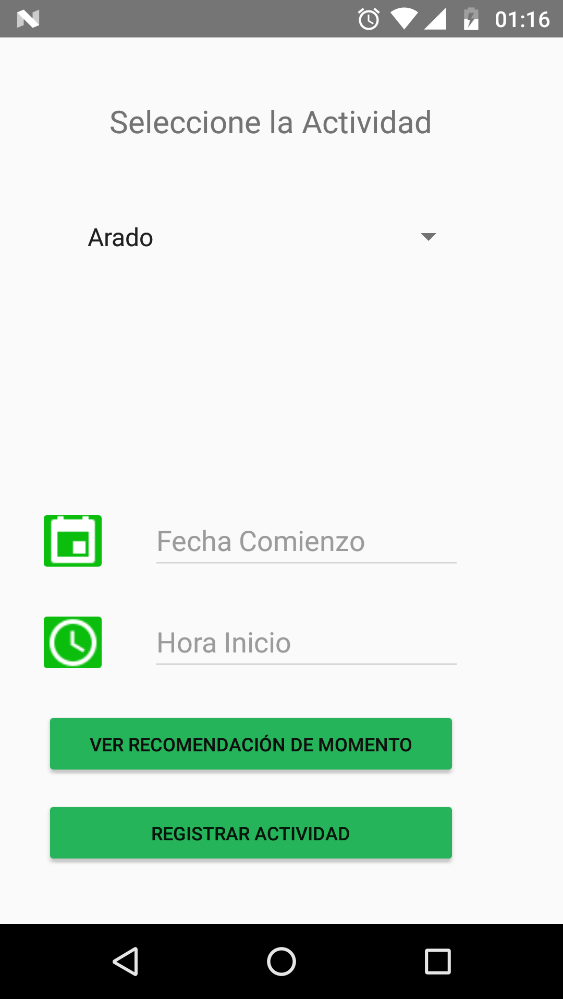 01:16
Seleccione la Actividad
Arado
Fecha Comienzo
Hora Inicio
VER RECOMENDACIÓN DE MOMENTO
REGISTRAR ACTIVIDAD